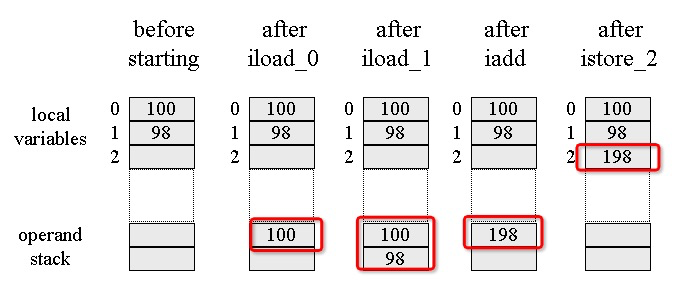 before after after after after
starting iload_0 iload_1 iadd istore_2
local variables
0 100 0 100 0 100 0 100 0 100
1 98 1 98 1 98 1 98 1 98
2 2 2 2 2 198
operand stack
100 100 198
98